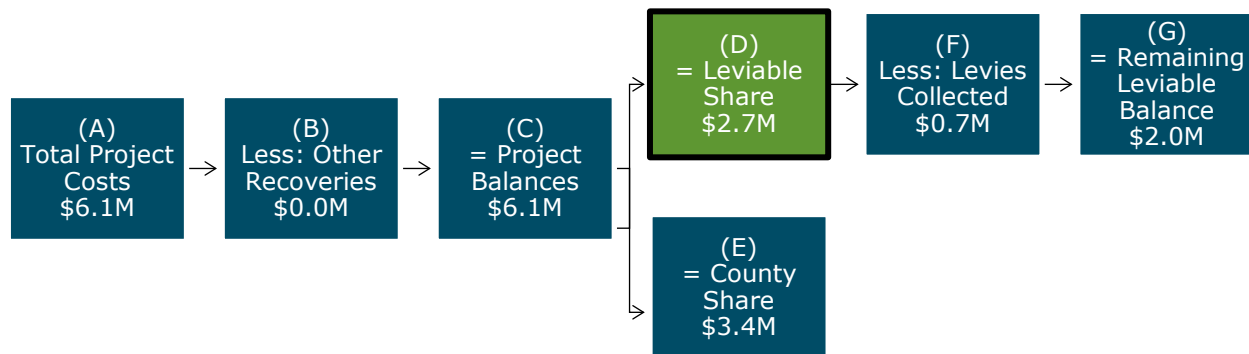 (A)
Total Project
Costs
$6.1M
(B)
Less: Other
Recoveries
$0.0M
(C)
= Project
Balances
$6.1M
(D)
= Leviable
Share
$2.7M
(E)
= County
Share
$3.4M
(F)
Less: Levies
Collected
$0.7M
(G)
= Remaining
Leviable
Balance
$2.0M